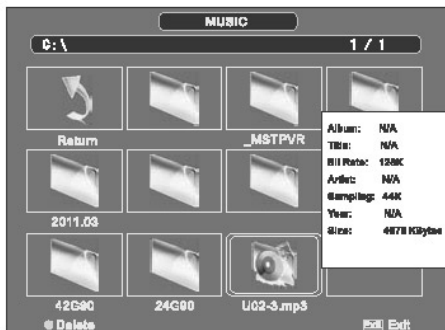 MUSIC
C:\ 1 / 1
Return _MSTPVR
Album: N/A
Title: N/A
Bit Rate: 128K
Artist: N/A
Sampling: 44K
Year: N/A
Size: KBytes
2011.03
42G90 24G90 U02-3.mp3
Delete Exit Exit